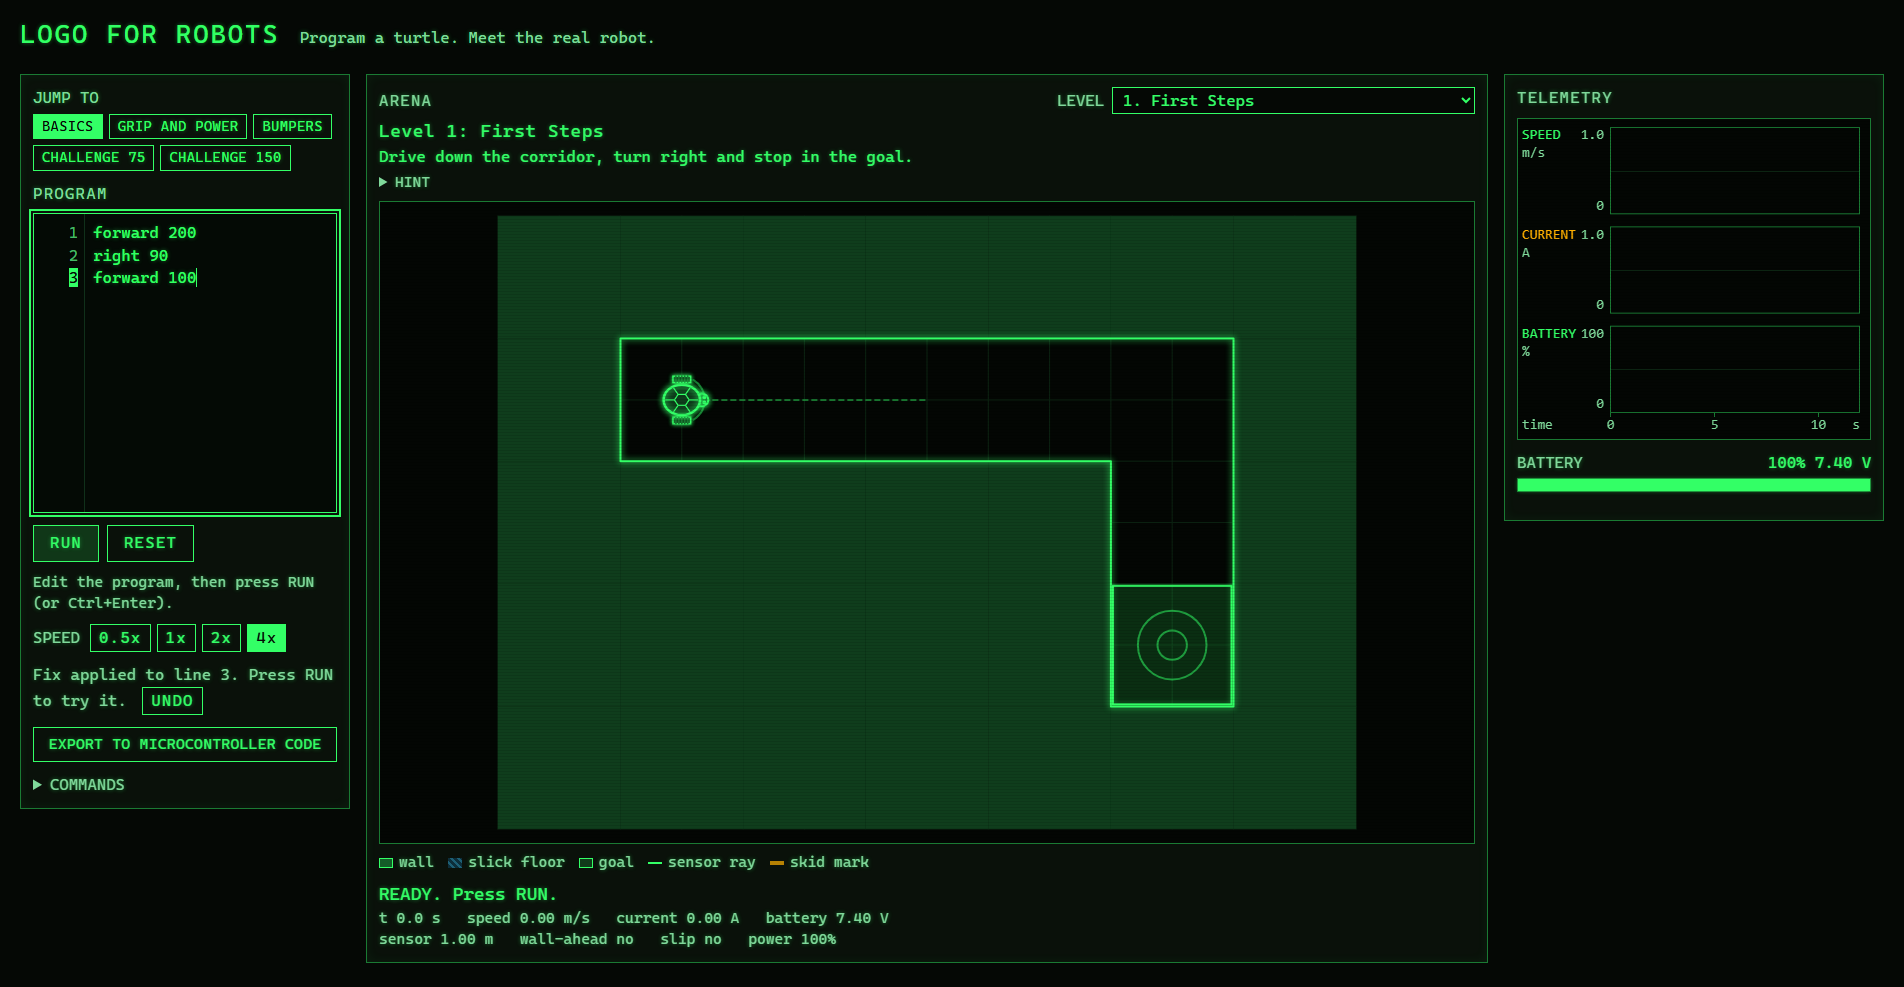 LOGO FOR ROBOTS Program a turtle. Meet the real robot.
JUMP TO
BASICS GRIP AND POWER BUMPERS
CHALLENGE 75 CHALLENGE 150
PROGRAM
1 forward 200
2 right 90
3 forward 100
RUN RESET
Edit the program, then press RUN
(or Ctrl+Enter).
SPEED 0.5x 1x 2x 4x
Fix applied to line 3. Press RUN
to try it. UNDO
EXPORT TO MICROCONTROLLER CODE
COMMANDS
ARENA LEVEL 1. First Steps
Level 1: First Steps
Drive down the corridor, turn right and stop in the goal.
HINT
wall slick floor goal sensor ray skid mark
READY. Press RUN.
t 0.0 s speed 0.00 m/s current 0.00 A battery 7.40 V
sensor 1.00 m wall-ahead no slip no power 100%
TELEMETRY
SPEED 1.0
m/s
0
CURRENT 1.0
A
0
BATTERY 100
%
0
time 0 5 10 s
BATTERY 100% 7.40 V